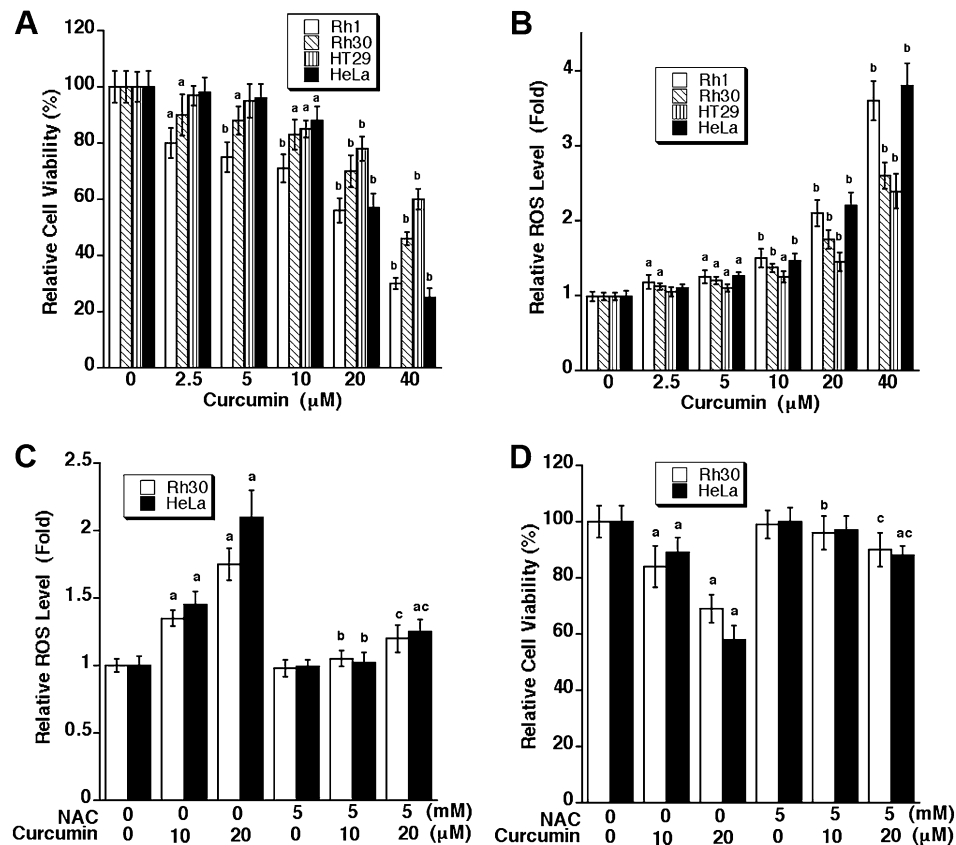 A
Relative Cell Viability (%)
120
100
80
60
40
20
0
Rh1
Rh30
HT29
HeLa
a a
b a
b a a a
b b b b
b b b b
0 2.5 5 10 20 40
Curcumin (μM)
B
Relative ROS Level (Fold)
4
3
2
1
0
Rh1
Rh30
HT29
HeLa
a a
a a a a
b b a b
b b b b
b b b b
0 2.5 5 10 20 40
Curcumin (μM)
C
Relative ROS Level (Fold)
2.5
2
1.5
1
0.5
0
Rh30
HeLa
a a
a a
b b
c ac
NAC 0 0 0 5 5 5 (mM)
Curcumin 0 10 20 0 10 20 (μM)
D
Relative Cell Viability (%)
120
100
80
60
40
20
0
Rh30
HeLa
a a
a a
b
c ac
0 0 0 5 5 5 (mM)
0 10 20 0 10 20 (μM)